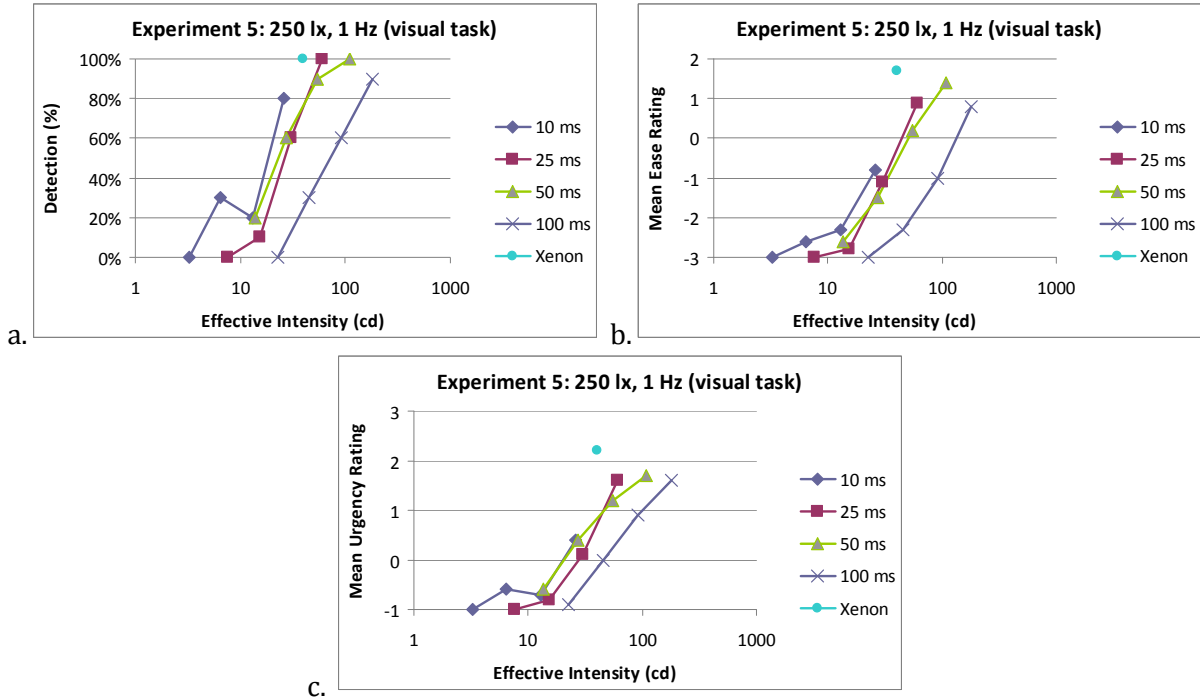 Experiment 5: 250 lx, 1 Hz (visual task)
100%
80%
60%
40%
20%
0%
Detection (%)
1 10 100 1000
Effective Intensity (cd)
10 ms
25 ms
50 ms
100 ms
Xenon
a.
Experiment 5: 250 lx, 1 Hz (visual task)
2
1
0
-1
-2
-3
Mean Ease Rating
1 10 100 1000
Effective Intensity (cd)
10 ms
25 ms
50 ms
100 ms
Xenon
b.
Experiment 5: 250 lx, 1 Hz (visual task)
3
2
1
0
-1
Mean Urgency Rating
1 10 100 1000
Effective Intensity (cd)
10 ms
25 ms
50 ms
100 ms
Xenon
c.